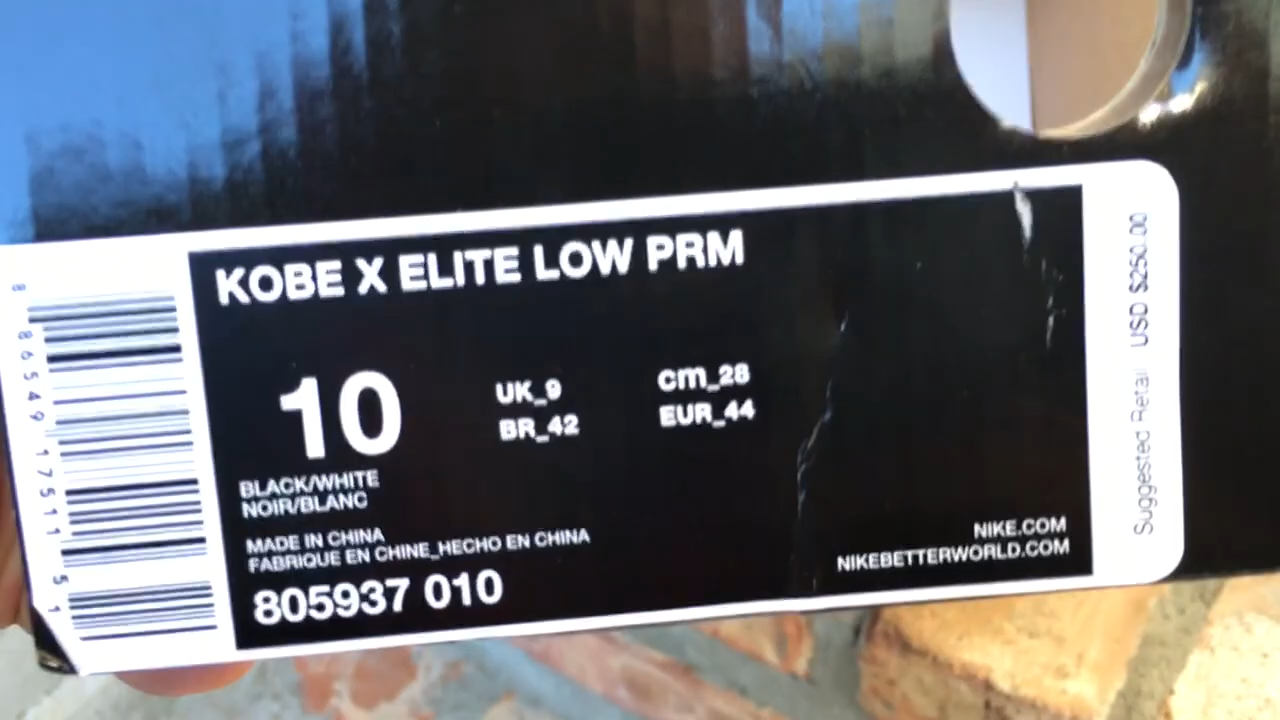 KOBE X ELITE LOW PRM
10
UK_9
BR_42
cm_28
EUR_44
BLACK/WHITE
NOIR/BLANC
MADE IN CHINA
FABRIQUE EN CHINE_HECHO EN CHINA
805937 010
NIKE.COM
NIKEBETTERWORLD.COM
Suggested Retail USD $250.00
8 86549 17511 5 1